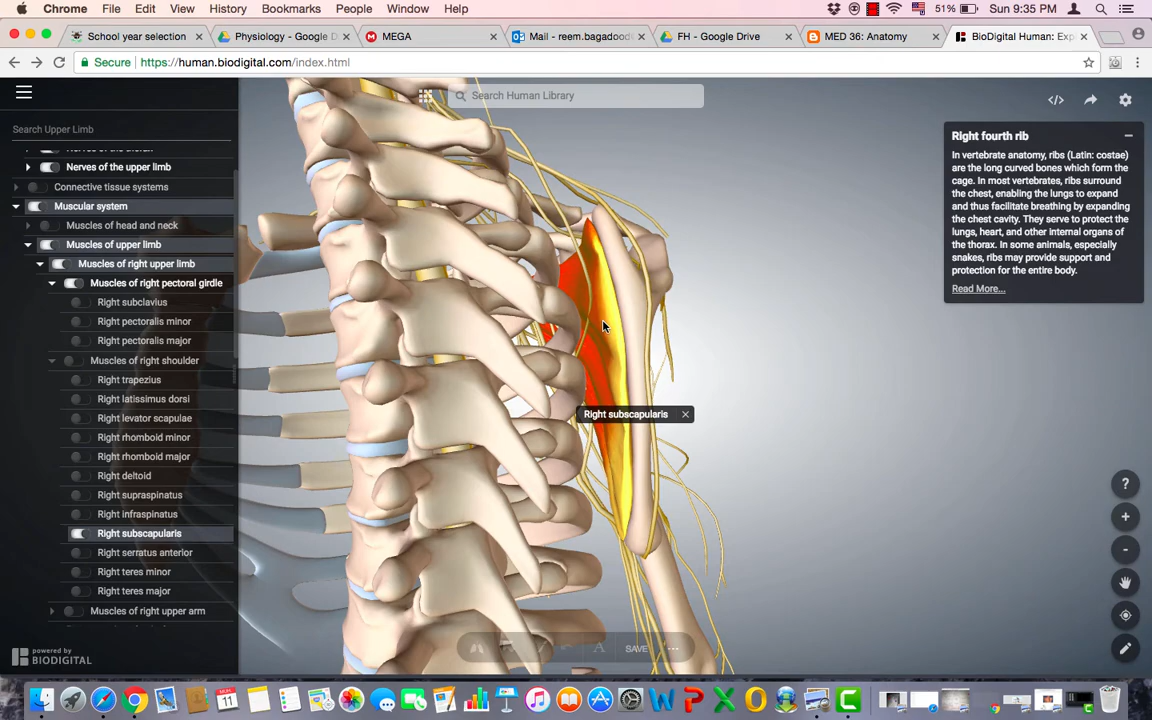 Chrome File Edit View History Bookmarks People Window Help 51% Sun 9:35 PM
School year selection Physiology - Google D MEGA Mail - reem.bagadood FH - Google Drive MED 36: Anatomy BioDigital Human: Exp
Secure https://human.biodigital.com/index.html
Search Human Library
Search Upper Limb
Nerves of the upper limb
Connective tissue systems
Muscular system
Muscles of head and neck
Muscles of upper limb
Muscles of right upper limb
Muscles of right pectoral girdle
Right subclavius
Right pectoralis minor
Right pectoralis major
Muscles of right shoulder
Right trapezius
Right latissimus dorsi
Right levator scapulae
Right rhomboid minor
Right rhomboid major
Right deltoid
Right supraspinatus
Right infraspinatus
Right subscapularis
Right serratus anterior
Right teres minor
Right teres major
Muscles of right upper arm
powered by
BIODIGITAL
Right subscapularis ×
Right fourth rib
In vertebrate anatomy, ribs (Latin: costae)
are the long curved bones which form the
cage. In most vertebrates, ribs surround
the chest, enabling the lungs to expand
and thus facilitate breathing by expanding
the chest cavity. They serve to protect the
lungs, heart, and other internal organs of
the thorax. In some animals, especially
snakes, ribs may provide support and
protection for the entire body.
Read More...
?
+
-
A SAVE ...